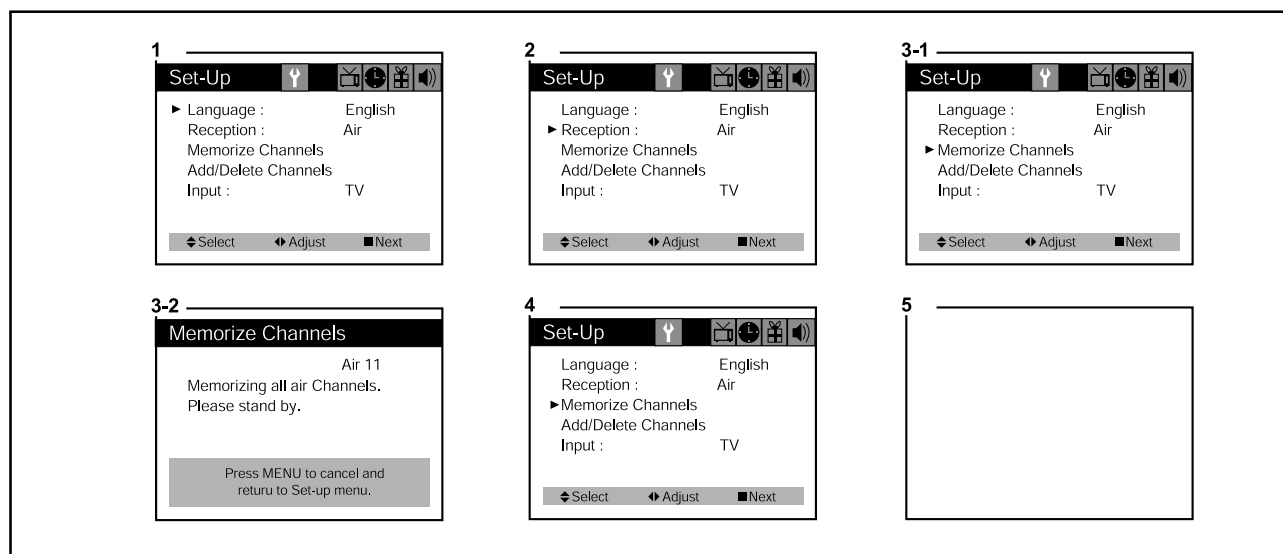 1
Set-Up
► Language : English
Reception : Air
Memorize Channels
Add/Delete Channels
Input : TV
Select Adjust Next
2
Set-Up
Language : English
► Reception : Air
Memorize Channels
Add/Delete Channels
Input : TV
Select Adjust Next
3-1
Set-Up
Language : English
Reception : Air
► Memorize Channels
Add/Delete Channels
Input : TV
Select Adjust Next
3-2
Memorize Channels
Air 11
Memorizing all air Channels.
Please stand by.
Press MENU to cancel and
returu to Set-up menu.
4
Set-Up
Language : English
Reception : Air
► Memorize Channels
Add/Delete Channels
Input : TV
Select Adjust Next
5